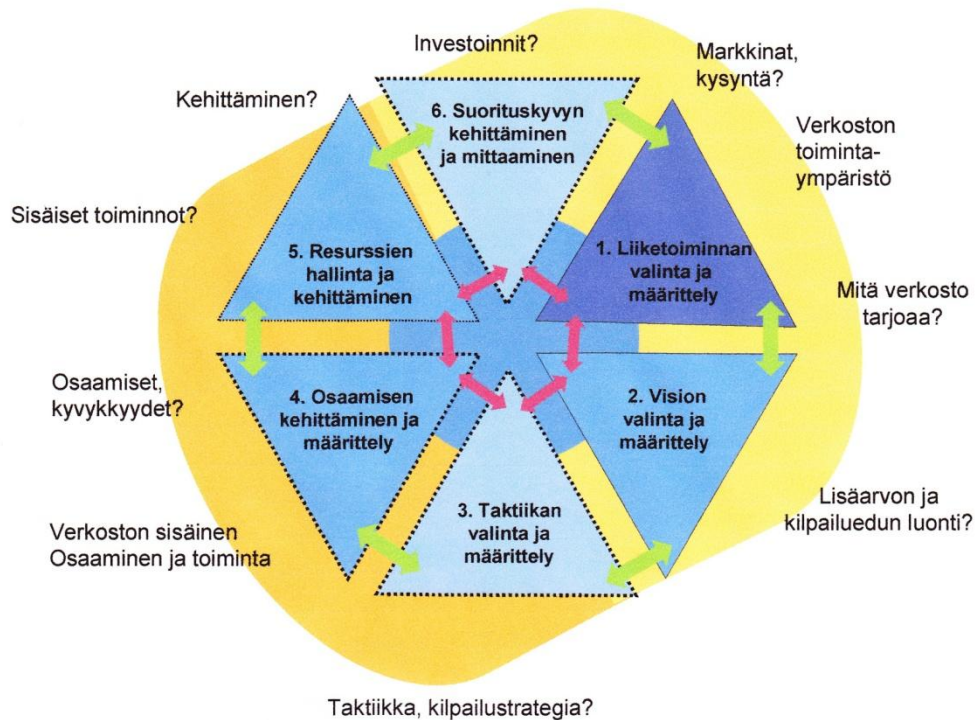 Investoinnit?
Markkinat,
kysyntä?
Kehittäminen?
6. Suorituskyvyn
kehittäminen
ja mittaaminen
Verkoston
toiminta-
ympäristö
Sisäiset toiminnot?
5. Resurssien
hallinta ja
kehittäminen
1. Liiketoiminnan
valinta ja
määrittely
Mitä verkosto
tarjoaa?
Osaamiset,
kyvykkyydet?
4. Osaamisen
kehittäminen ja
määrittely
2. Vision
valinta ja
määrittely
3. Taktiikan
valinta ja
määrittely
Lisäarvon ja
kilpailuedun luonti?
Verkoston sisäinen
Osaaminen ja toiminta
Taktiikka, kilpailustrategia?